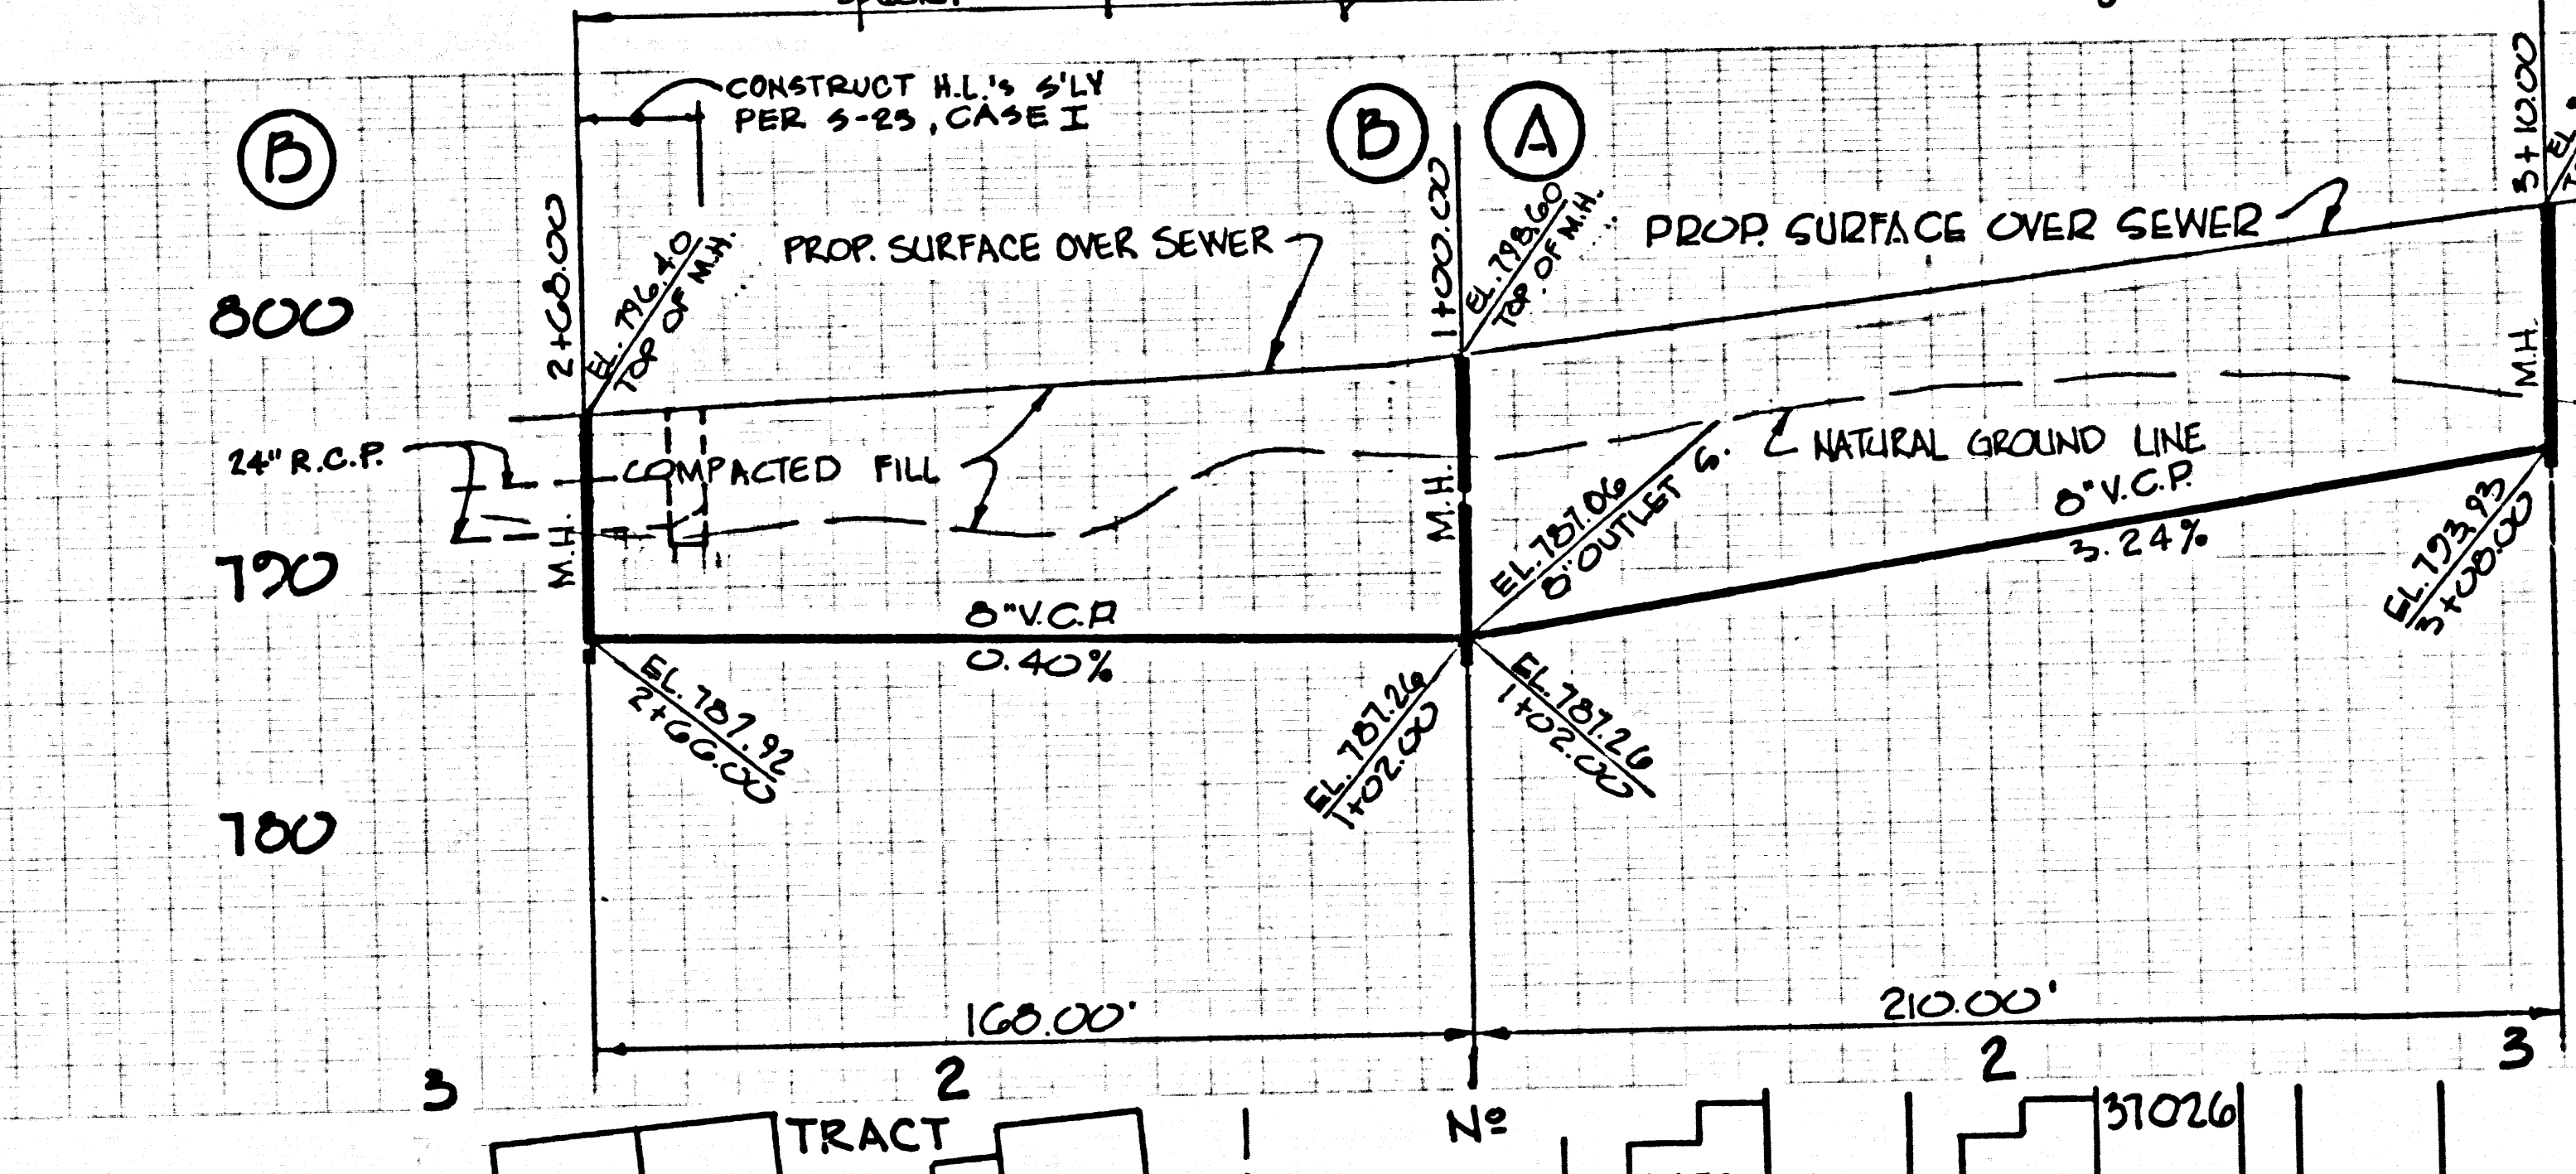 CONSTRUCT H.L.'s S'LY
PER S-25, CASE I
B
B
A
3+10.00
2+68.00
EL. 796.40
TOP OF M.H.
PROP. SURFACE OVER SEWER
1+00.00
EL. 798.60
TOP OF M.H.
PROP. SURFACE OVER SEWER
800
M.H.
24" R.C.P.
COMPACTED FILL
NATURAL GROUND LINE
M.H.
M.H.
EL. 787.06
8" OUTLET S.
8" V.C.P.
3.24%
EL. 793.93
3+08.00
790
8" V.C.P.
0.40%
EL. 787.92
2+66.00
EL. 787.26
1+02.00
EL. 787.26
1+02.00
780
168.00'
210.00'
3
2
2
3
TRACT Nº 37026